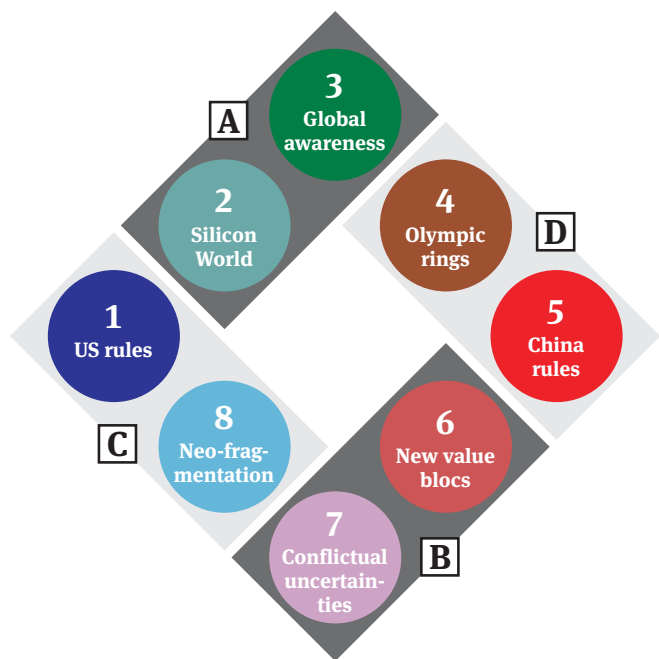 3
Global
awareness
A
2
Silicon
World
4
Olympic
rings
D
1
US rules
5
China
rules
8
Neo-frag-
mentation
C
6
New value
blocs
7
Conflictual
uncertain-
ties
B